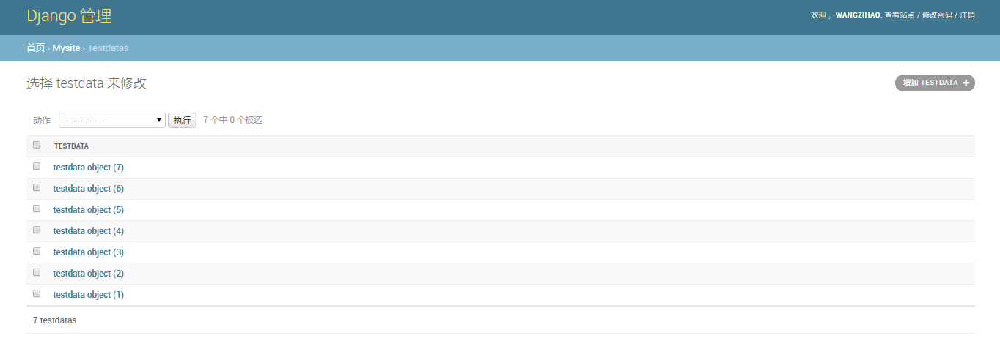 Django 管理
欢迎， WANGZIHAO. 查看站点 / 修改密码 / 注销
首页 › Mysite › Testdatas
选择 testdata 来修改
增加 TESTDATA
动作 --------- 执行 7 个中 0 个被选
TESTDATA
testdata object (7)
testdata object (6)
testdata object (5)
testdata object (4)
testdata object (3)
testdata object (2)
testdata object (1)
7 testdatas